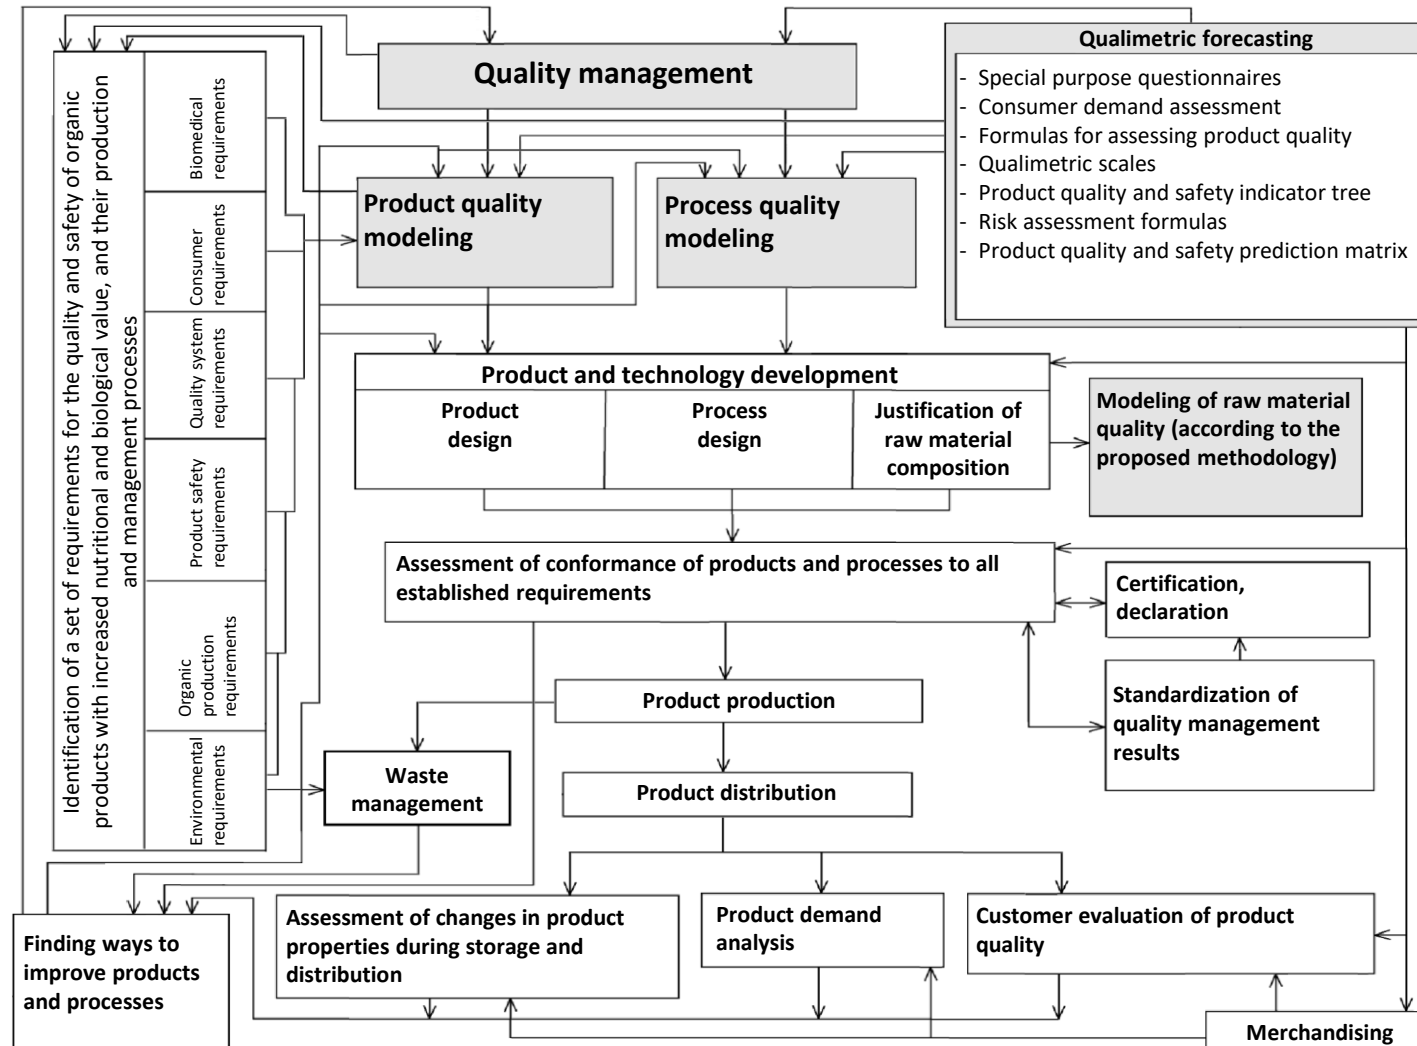 Quality management
Qualimetric forecasting
- Special purpose questionnaires
- Consumer demand assessment
- Formulas for assessing product quality
- Qualimetric scales
- Product quality and safety indicator tree
- Risk assessment formulas
- Product quality and safety prediction matrix
Identification of a set of requirements for the quality and safety of organic
products with increased nutritional and biological value, and their production
and management processes
Biomedical
requirements
Consumer
requirements
Quality system
requirements
Product safety
requirements
Organic
production
requirements
Environmental
requirements
Product quality
modeling
Process quality
modeling
Product and technology development
Product
design
Process
design
Justification of
raw material
composition
Modeling of raw material
quality (according to the
proposed methodology)
Assessment of conformance of products and processes to all
established requirements
Certification,
declaration
Standardization of
quality management
results
Product production
Waste
management
Product distribution
Finding ways to
improve products
and processes
Assessment of changes in product
properties during storage and
distribution
Product demand
analysis
Customer evaluation of product
quality
Merchandising